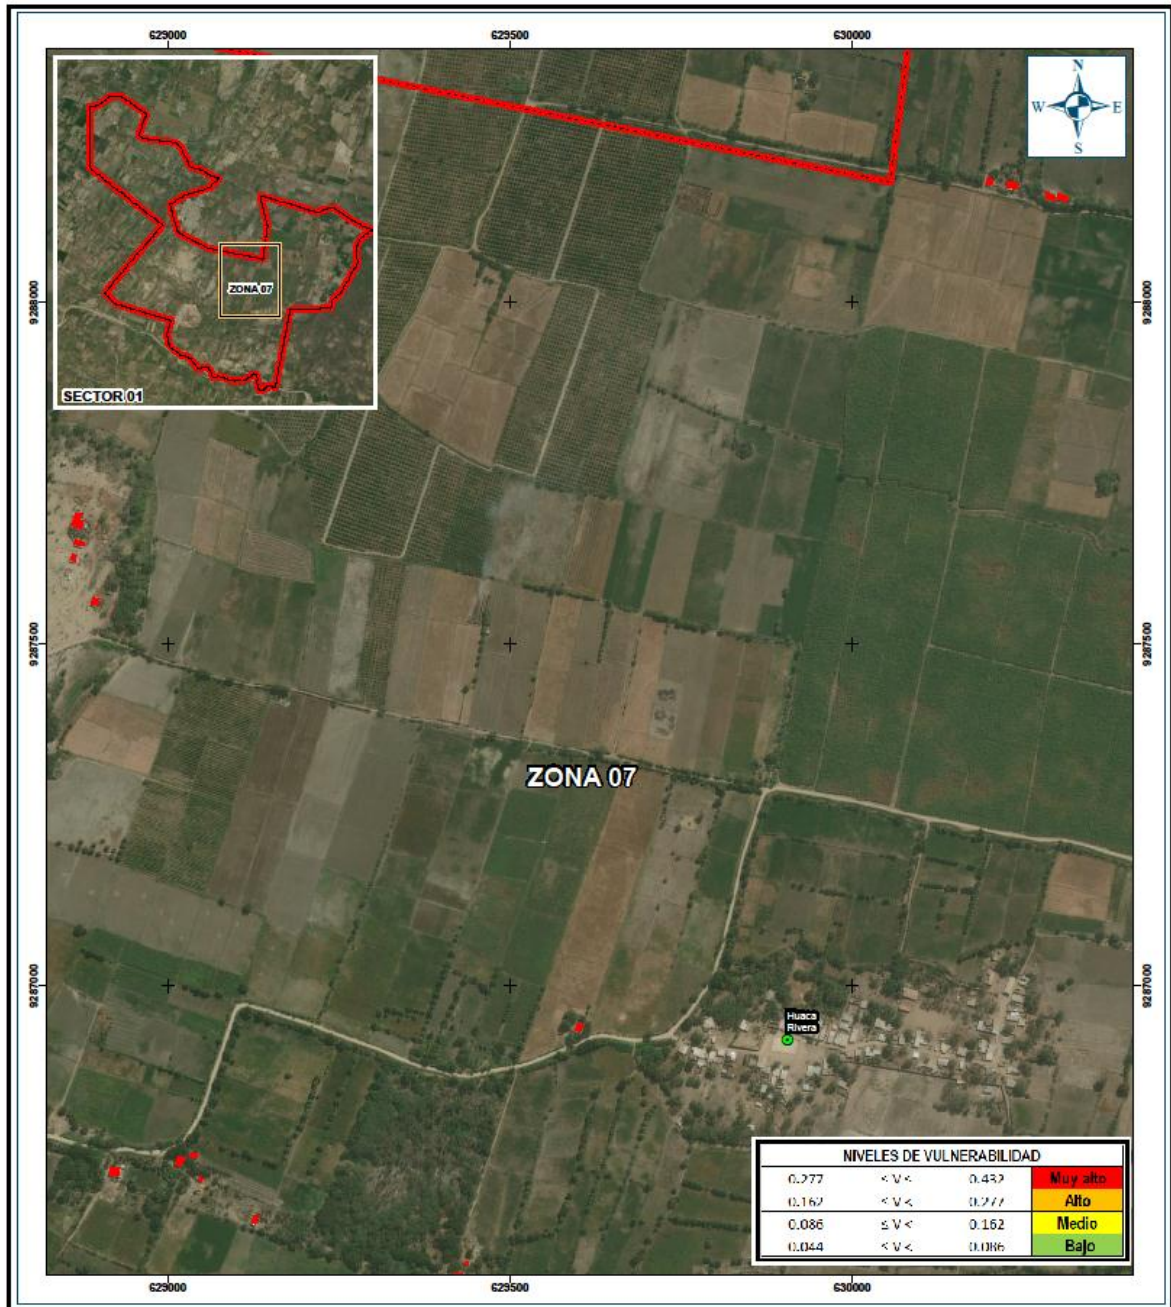 629000 629500 630000
N
W E
S
ZONA 07
SECTOR 01
9288000 9288000
9287500 9287500
ZONA 07
9287000 9287000
Huaca
Rivera
NIVELES DE VULNERABILIDAD
0.277 ≤ V < 0.432 Muy alto
0.162 ≤ V < 0.277 Alto
0.086 ≤ V < 0.162 Medio
0.044 ≤ V < 0.086 Bajo
629000 629500 630000